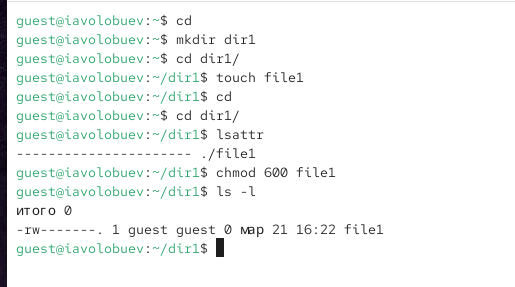 guest@iavolobuev:~$ cd
guest@iavolobuev:~$ mkdir dir1
guest@iavolobuev:~$ cd dir1/
guest@iavolobuev:~/dir1$ touch file1
guest@iavolobuev:~/dir1$ cd
guest@iavolobuev:~$ cd dir1/
guest@iavolobuev:~/dir1$ lsattr
---------------------- ./file1
guest@iavolobuev:~/dir1$ chmod 600 file1
guest@iavolobuev:~/dir1$ ls -l
итого 0
-rw-------. 1 guest guest 0 мар 21 16:22 file1
guest@iavolobuev:~/dir1$